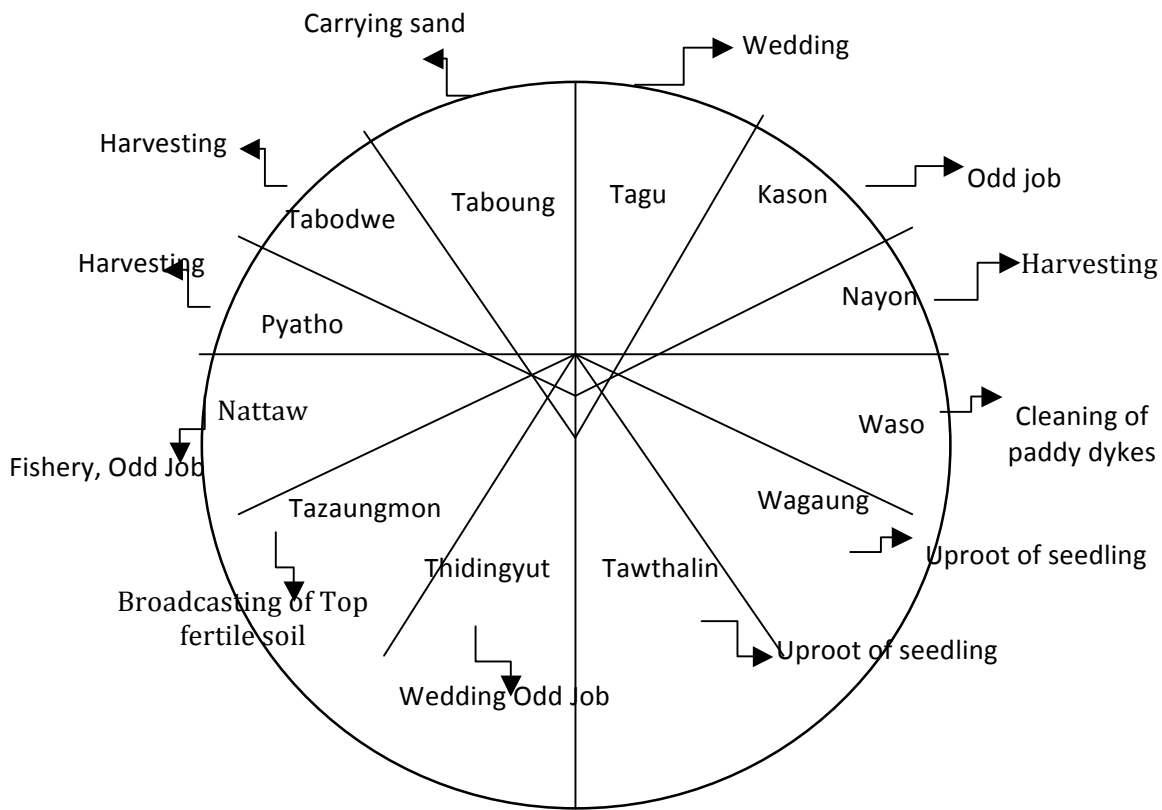 Carrying sand
Wedding
Harvesting
Odd job
Taboung
Tagu
Kason
Tabodwe
Harvesting
Harvesting
Nayon
Pyatho
Nattaw
Waso
Cleaning of
paddy dykes
Fishery, Odd Job
Tazaungmon
Wagaung
Uproot of seedling
Thidingyut
Tawthalin
Broadcasting of Top
fertile soil
Uproot of seedling
Wedding Odd Job